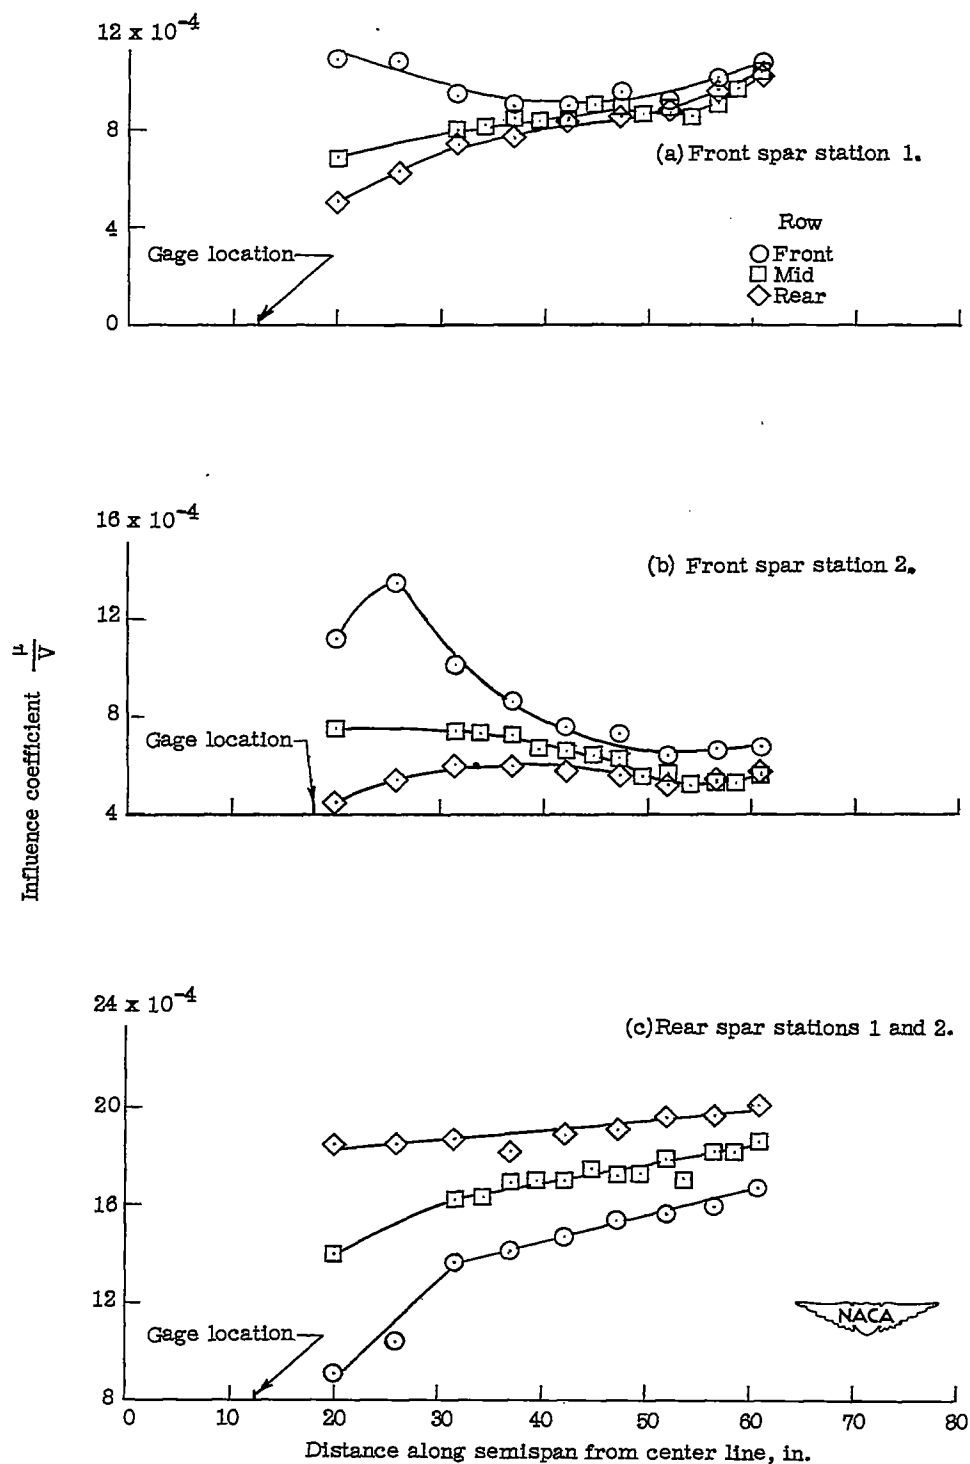 12 x 10⁻⁴
8
(a) Front spar station 1.
4
Row
Gage location
Front
Mid
Rear
0
16 x 10⁻⁴
(b) Front spar station 2.
12
8
Gage location
4
Influence coefficient μ/V
24 x 10⁻⁴
(c) Rear spar stations 1 and 2.
20
16
12
NACA
Gage location
8
0 10 20 30 40 50 60 70 80
Distance along semispan from center line, in.